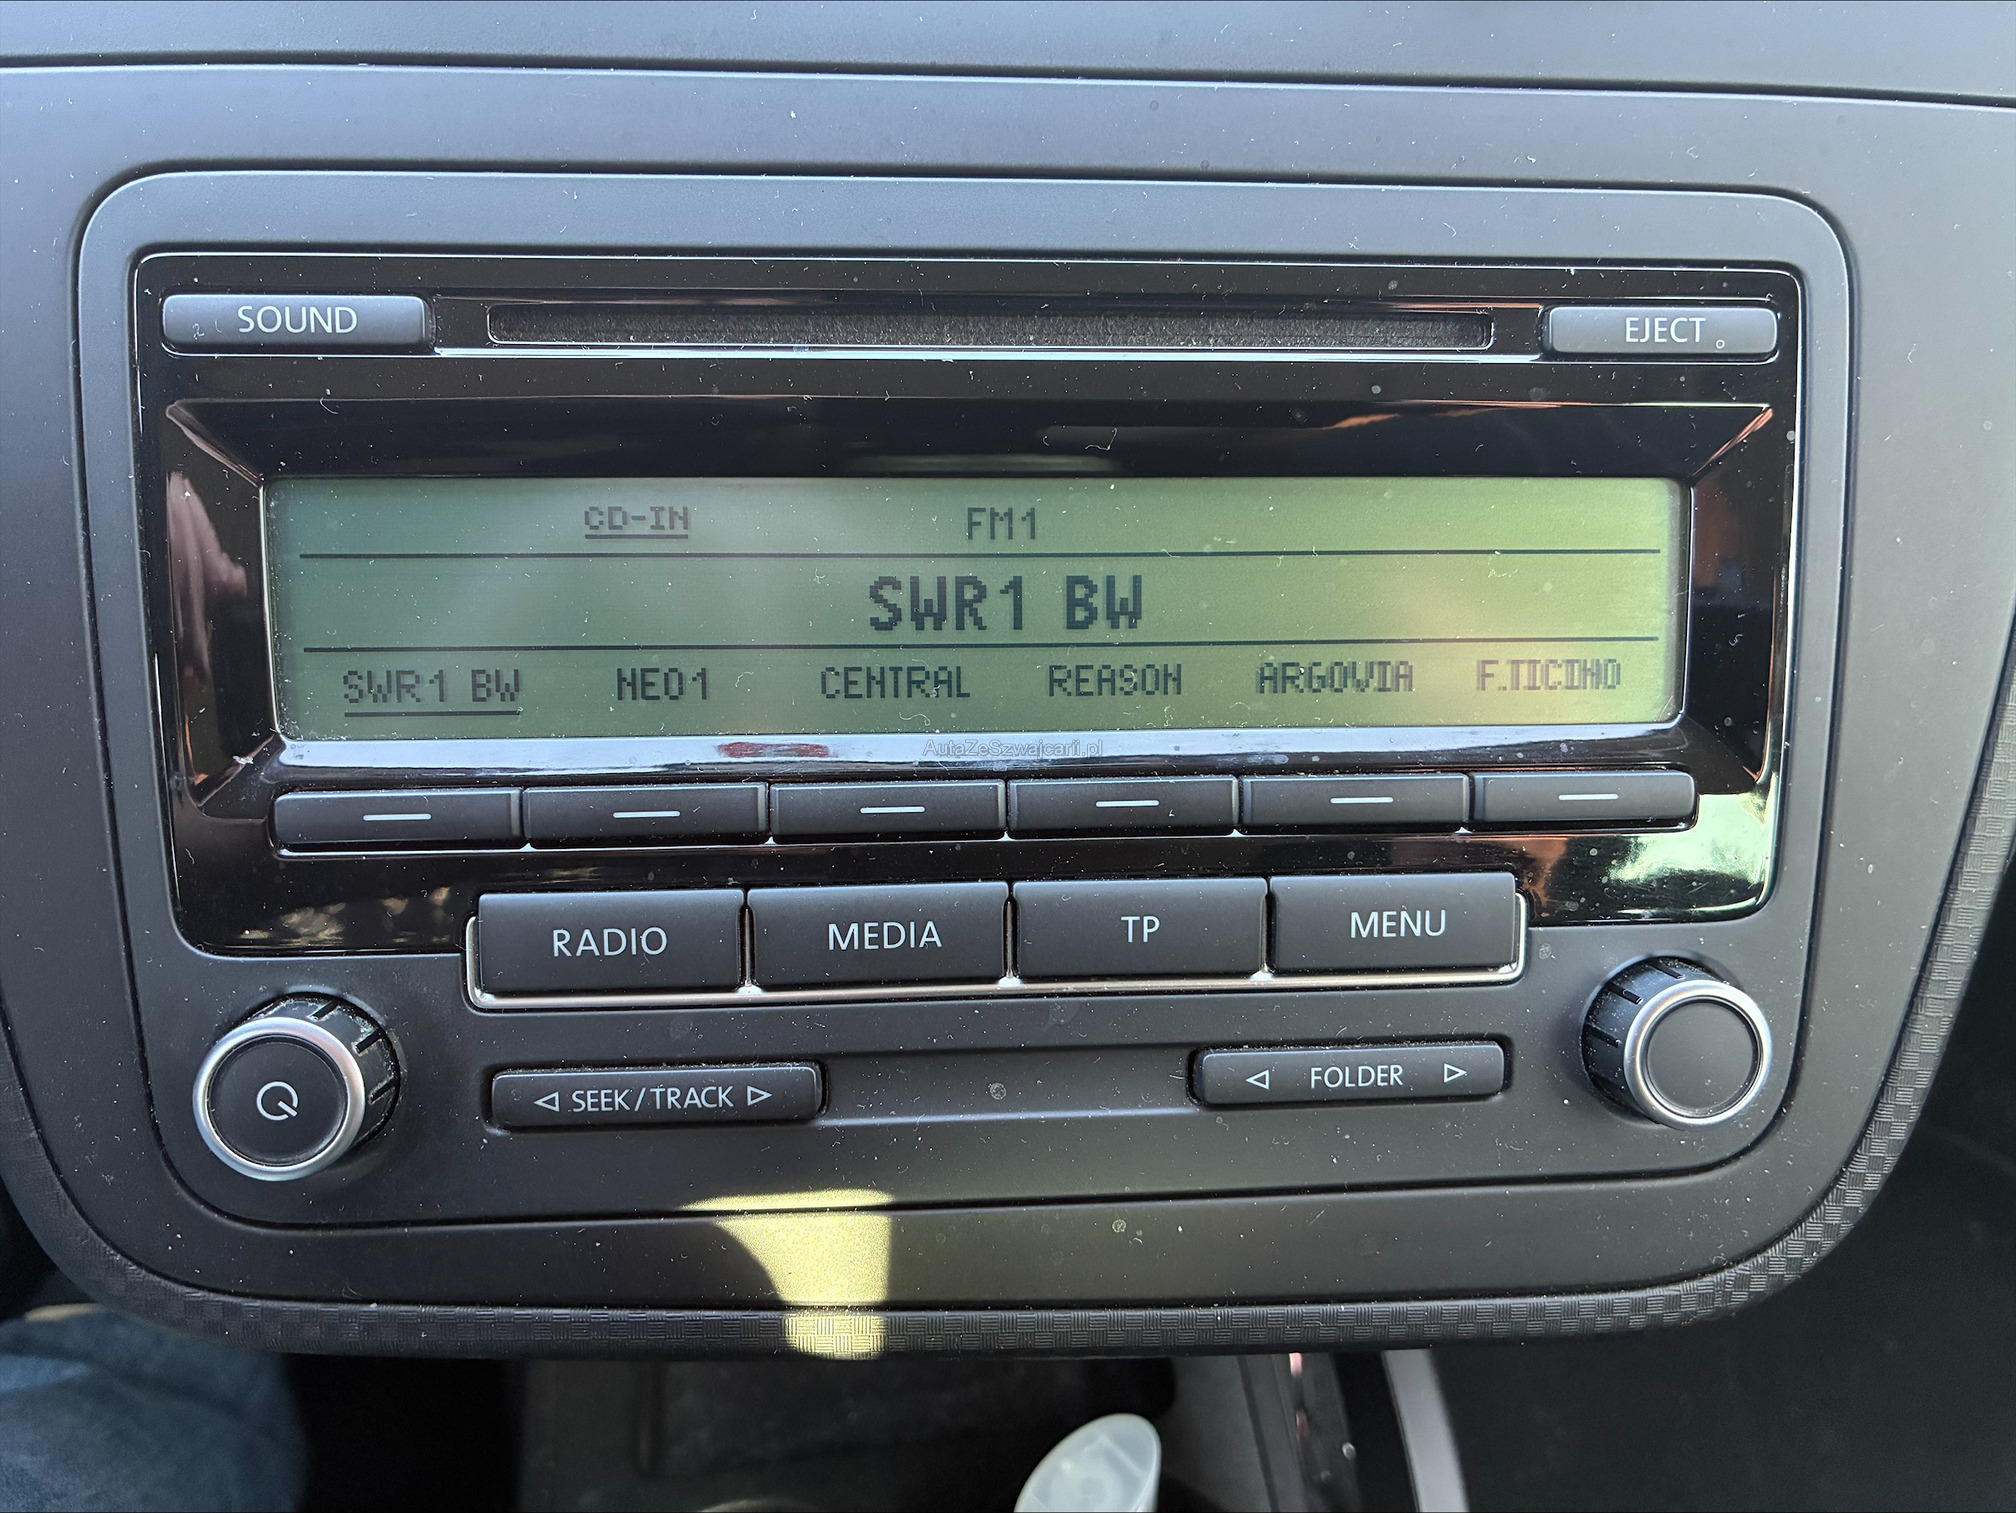 SOUND EJECT
CD-IN FM1
SWR1 BW
SWR1 BW NEO1 CENTRAL REASON ARGOVIA F.TICINO
AutaZeSzwajcarii.pl
RADIO MEDIA TP MENU
SEEK / TRACK FOLDER